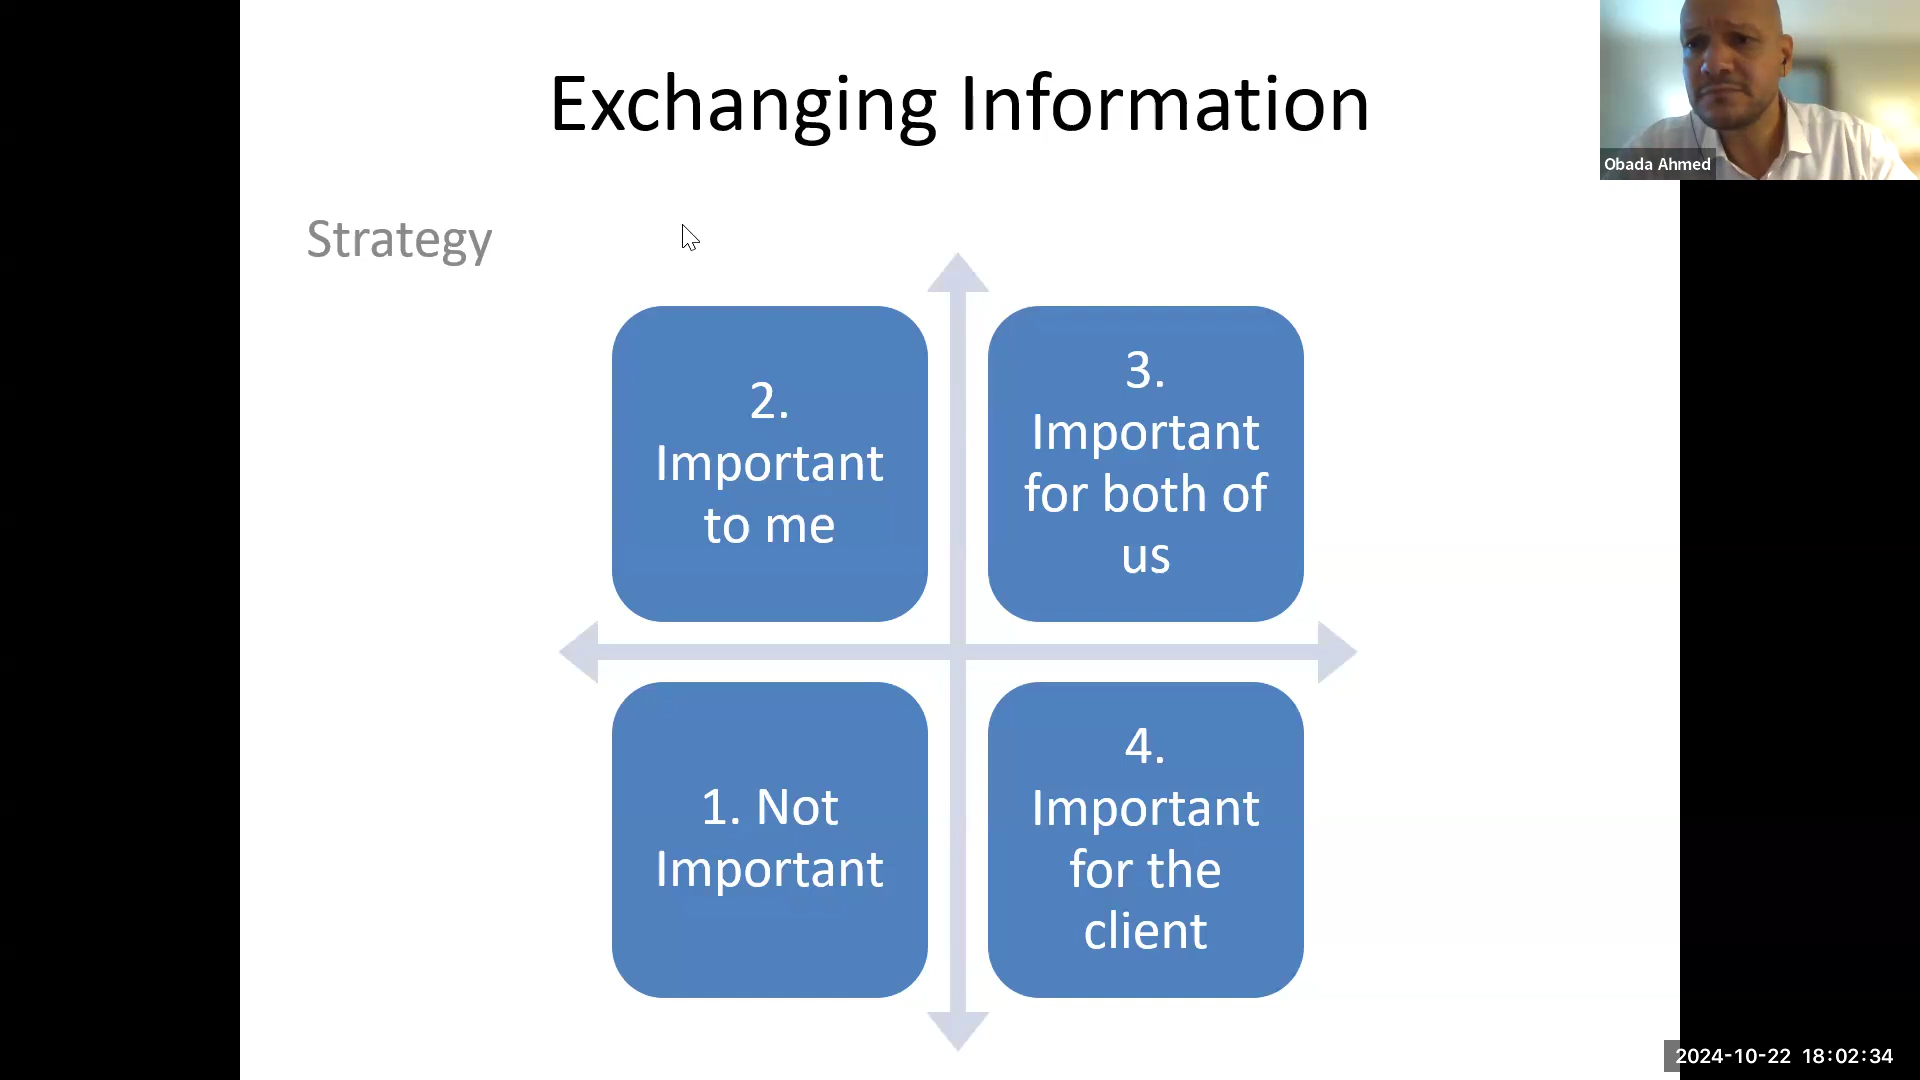 Exchanging Information
Obada Ahmed
Strategy
2.
Important
to me
3.
Important
for both of
us
1. Not
Important
4.
Important
for the
client
2024-10-22 18:02:34